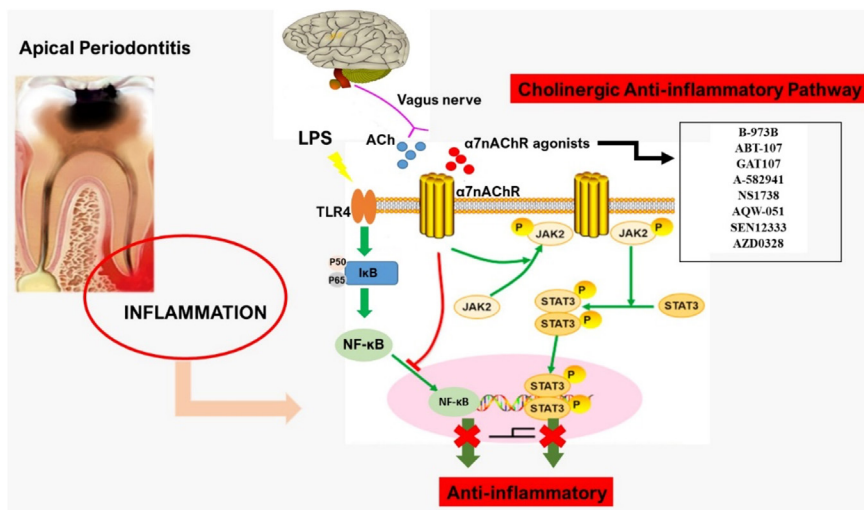 Apical Periodontitis
Cholinergic Anti-inflammatory Pathway
Vagus nerve
LPS
ACh
α7nAChR agonists
α7nAChR
TLR4
B-973B
ABT-107
GAT107
A-582941
NS1738
AQW-051
SEN12333
AZD0328
P
JAK2
JAK2
P
P50
P65
IκB
INFLAMMATION
JAK2
P
STAT3
STAT3
P
STAT3
NF-κB
P
STAT3
NF-κB
STAT3
P
Anti-inflammatory